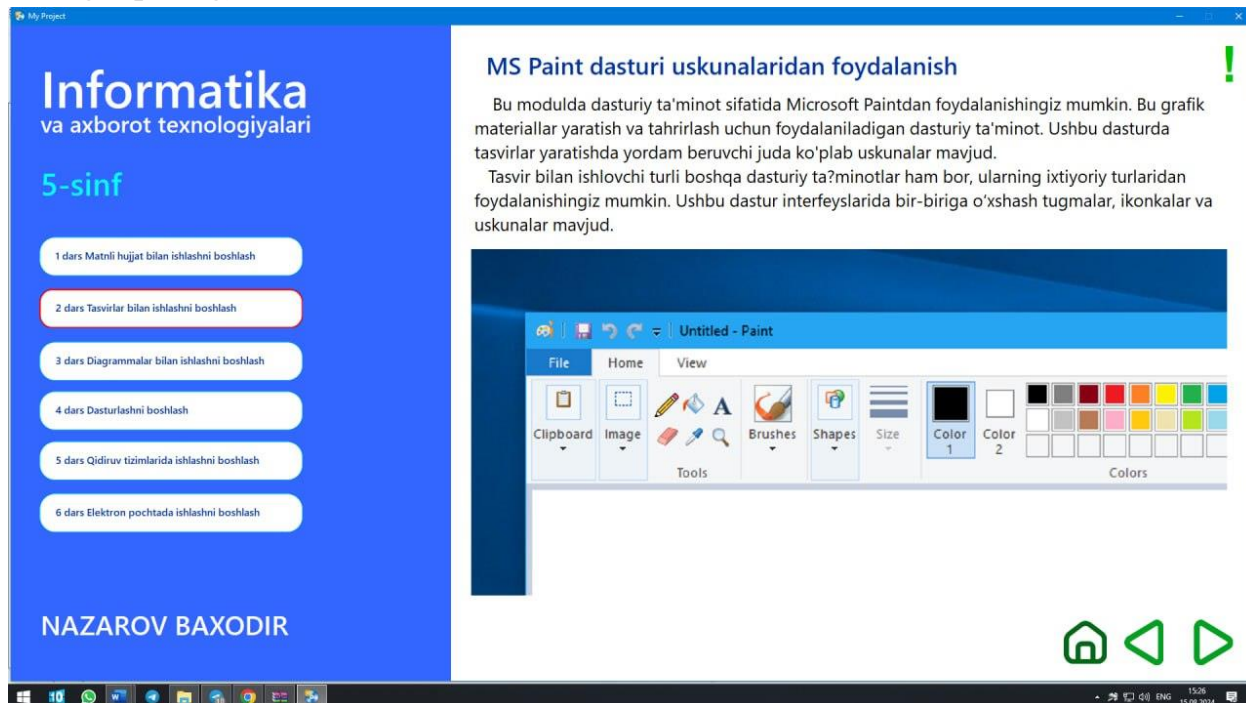 My Project
Informatika
va axborot texnologiyalari
5-sinf
1 dars Matnli hujjat bilan ishlashni boshlash
2 dars Tasvirlar bilan ishlashni boshlash
3 dars Diagrammalar bilan ishlashni boshlash
4 dars Dasturlashni boshlash
5 dars Qidiruv tizimlarida ishlashni boshlash
6 dars Elektron pochtada ishlashni boshlash
NAZAROV BAXODIR
MS Paint dasturi uskunalaridan foydalanish
!
Bu modulda dasturiy ta'minot sifatida Microsoft Paintdan foydalanishingiz mumkin. Bu grafik
materiallar yaratish va tahrirlash uchun foydalaniladigan dasturiy ta'minot. Ushbu dasturda
tasvirlar yaratishda yordam beruvchi juda ko'plab uskunalar mavjud.
Tasvir bilan ishlovchi turli boshqa dasturiy ta?minotlar ham bor, ularning ixtiyoriy turlaridan
foydalanishingiz mumkin. Ushbu dastur interfeyslarida bir-biriga o‘xshash tugmalar, ikonkalar va
uskunalar mavjud.
Untitled - Paint
File Home View
A
Clipboard Image Brushes Shapes Size Color Color
1 2
Tools Colors
ENG 15:26
15.08.2024